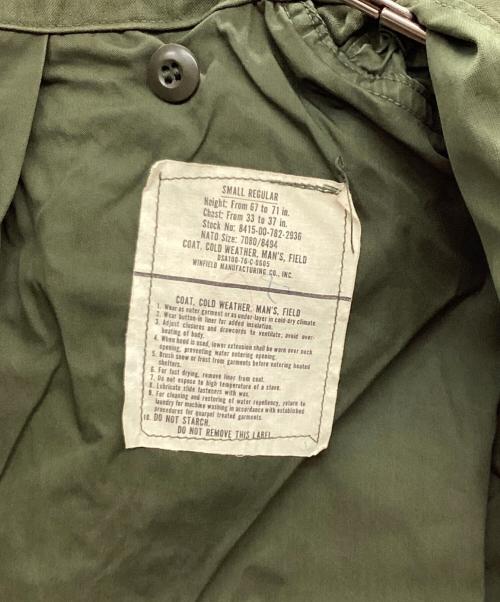 SMALL REGULAR
Height: From 67 to 71 in.
Chest: From 33 to 37 in.
Stock No: 8415-00-782-2936
NATO Size: 7080/8494
COAT, COLD WEATHER, MAN'S, FIELD
DSA100-76-C-0605
WINFIELD MANUFACTURING CO., INC.
COAT, COLD WEATHER, MAN'S, FIELD
1. Wear as outer garment or as under-layer in cold-dry climate
2. Wear button-in liner for added insulation.
3. Adjust closures and drawcords to ventilate, avoid over-
heating of body.
4. When hood is used, lower extension shall be worn over neck
opening, preventing water entering opening.
5. Brush snow or frost from garments before entering heated
shelters.
6. For fast drying, remove liner from coat.
7. Do not expose to high temperature of a stove.
8. Lubricate slide fasteners with wax.
9. For cleaning and restoring of water repellency, return to
laundry for machine washing in accordance with established
procedures for quarpel treated garments.
10. DO NOT STARCH.
DO NOT REMOVE THIS LABEL